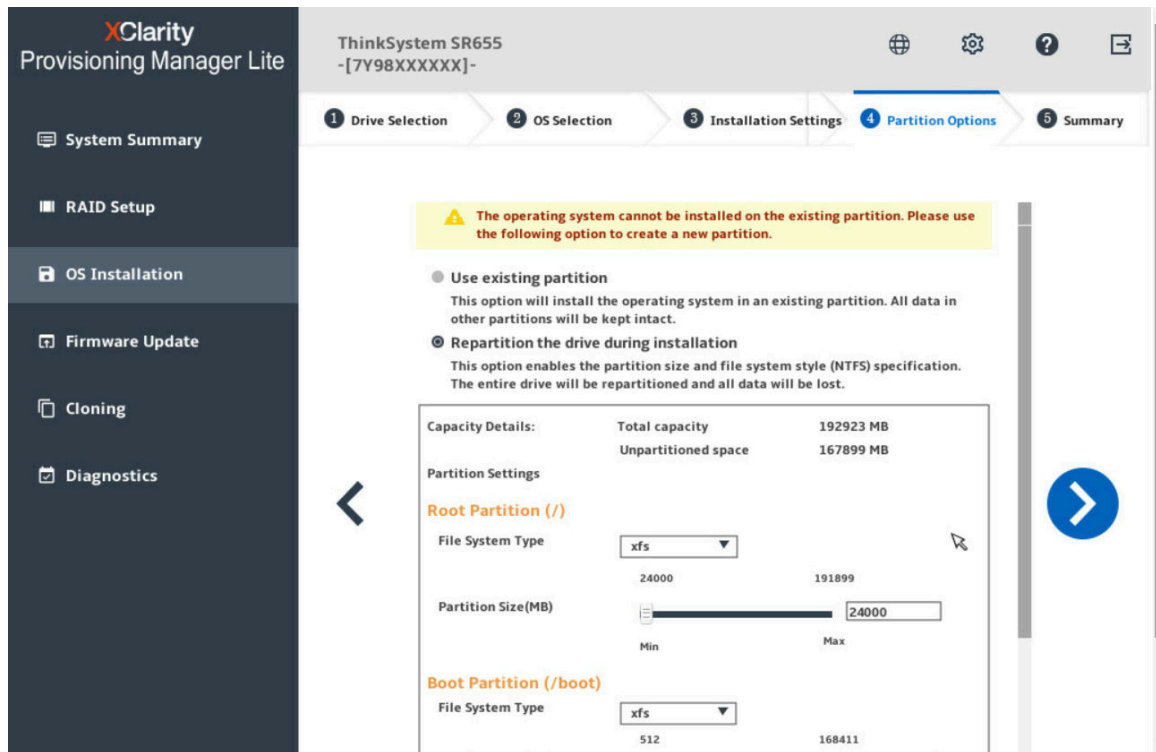 XClarity
Provisioning Manager Lite
System Summary
RAID Setup
OS Installation
Firmware Update
Cloning
Diagnostics
ThinkSystem SR655
-[7Y98XXXXXX]-
?
1 Drive Selection
2 OS Selection
3 Installation Settings
4 Partition Options
5 Summary
The operating system cannot be installed on the existing partition. Please use
the following option to create a new partition.
Use existing partition
This option will install the operating system in an existing partition. All data in
other partitions will be kept intact.
Repartition the drive during installation
This option enables the partition size and file system style (NTFS) specification.
The entire drive will be repartitioned and all data will be lost.
Capacity Details: Total capacity 192923 MB
Unpartitioned space 167899 MB
Partition Settings
Root Partition (/)
File System Type xfs
24000 191899
Partition Size(MB) 24000
Min Max
Boot Partition (/boot)
File System Type xfs
512 168411